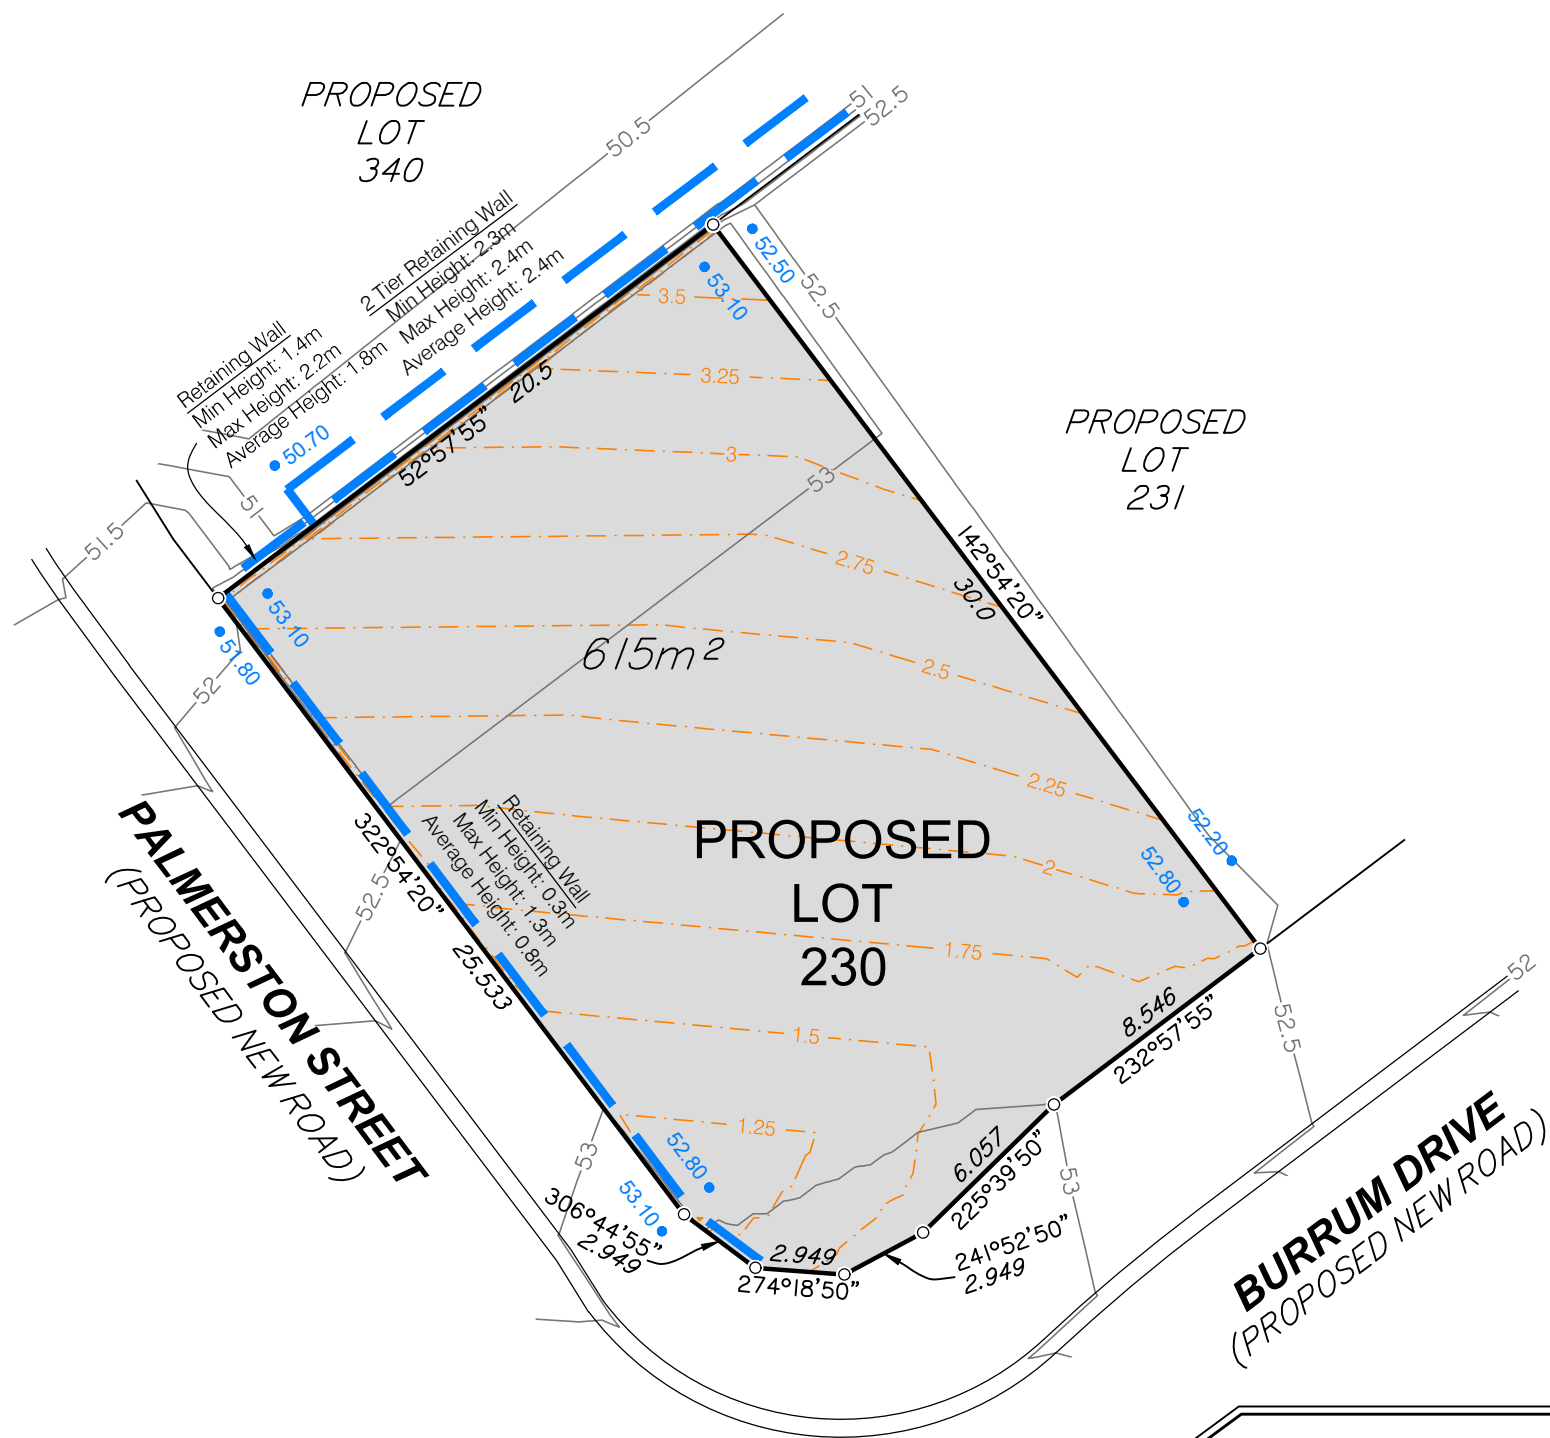 PROPOSED
LOT
340
50.5
51
52.5
2 Tier Retaining Wall
Min Height: 2.3m
Max Height: 2.4m
Average Height: 2.4m
Retaining Wall
Min Height: 1.4m
Max Height: 2.2m
Average Height: 1.8m
50.70
51
51.5
52°57'55"
20.5
53.10
52.50
52.5
3.5
3.25
3
53
2.75
2.5
2.25
2
1.75
1.5
1.25
PROPOSED
LOT
231
142°54'20"
30.0
53.10
51.80
52
615m²
PROPOSED
LOT
230
Retaining Wall
Min Height: 0.3m
Max Height: 1.3m
Average Height: 0.8m
322°54'20"
25.533
52.5
PALMERSTON STREET
(PROPOSED NEW ROAD)
52.20
52.80
8.546
232°57'55"
52.5
52
6.057
225°39'50"
53
241°52'50"
2.949
2.949
274°18'50"
306°44'55"
2.949
52.80
53.10
53
BURRUM DRIVE
(PROPOSED NEW ROAD)